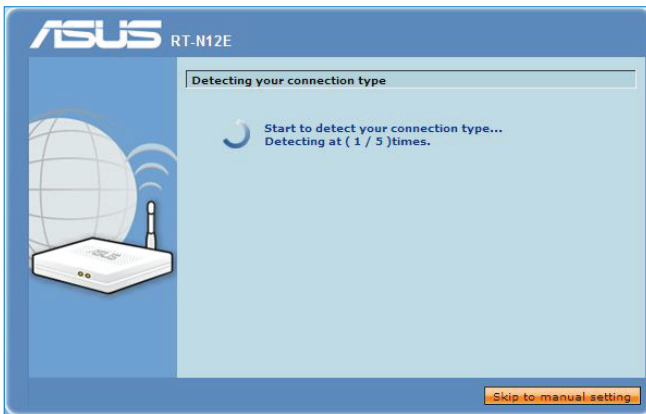 ASUS RT-N12E
Detecting your connection type
Start to detect your connection type...
Detecting at ( 1 / 5 )times.
ASUS
Skip to manual setting